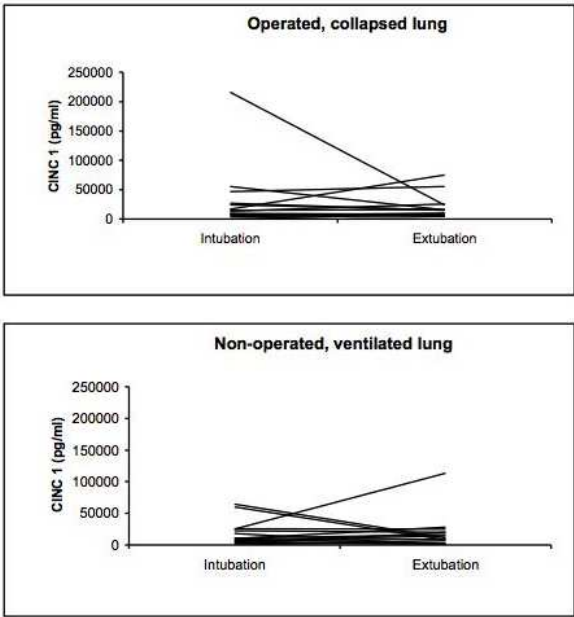 Operated, collapsed lung
CINC 1 (pg/ml)
250000
200000
150000
100000
50000
0
Intubation Extubation
Non-operated, ventilated lung
CINC 1 (pg/ml)
250000
200000
150000
100000
50000
0
Intubation Extubation